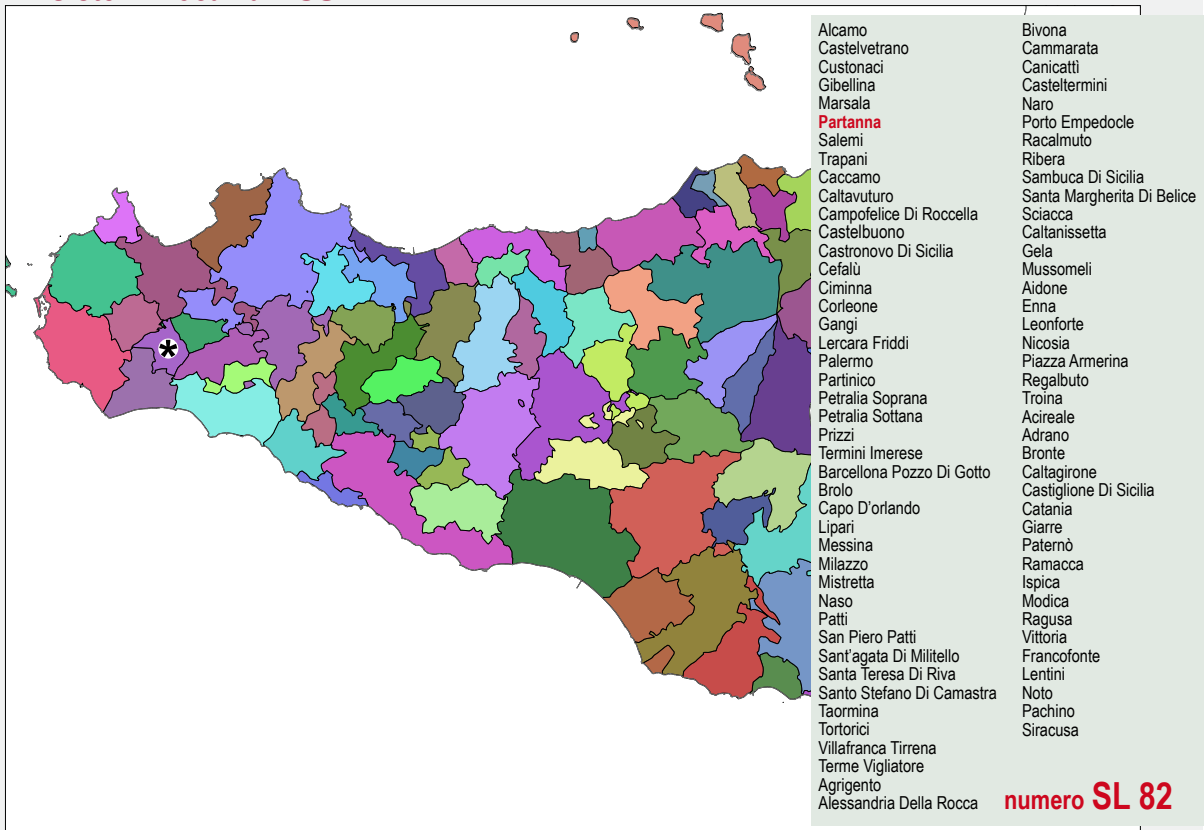 Alcamo
Castelvetrano
Custonaci
Gibellina
Marsala
Partanna
Salemi
Trapani
Caccamo
Caltavuturo
Campofelice Di Roccella
Castelbuono
Castronovo Di Sicilia
Cefalù
Ciminna
Corleone
Gangi
Lercara Friddi
Palermo
Partinico
Petralia Soprana
Petralia Sottana
Prizzi
Termini Imerese
Barcellona Pozzo Di Gotto
Brolo
Capo D'orlando
Lipari
Messina
Milazzo
Mistretta
Naso
Patti
San Piero Patti
Sant'agata Di Militello
Santa Teresa Di Riva
Santo Stefano Di Camastra
Taormina
Tortorici
Villafranca Tirrena
Terme Vigliatore
Agrigento
Alessandria Della Rocca
Bivona
Cammarata
Canicattì
Casteltermini
Naro
Porto Empedocle
Racalmuto
Ribera
Sambuca Di Sicilia
Santa Margherita Di Belice
Sciacca
Caltanissetta
Gela
Mussomeli
Aidone
Enna
Leonforte
Nicosia
Piazza Armerina
Regalbuto
Troina
Acireale
Adrano
Bronte
Caltagirone
Castiglione Di Sicilia
Catania
Giarre
Paternò
Ramacca
Ispica
Modica
Ragusa
Vittoria
Francofonte
Lentini
Noto
Pachino
Siracusa
numero SL 82